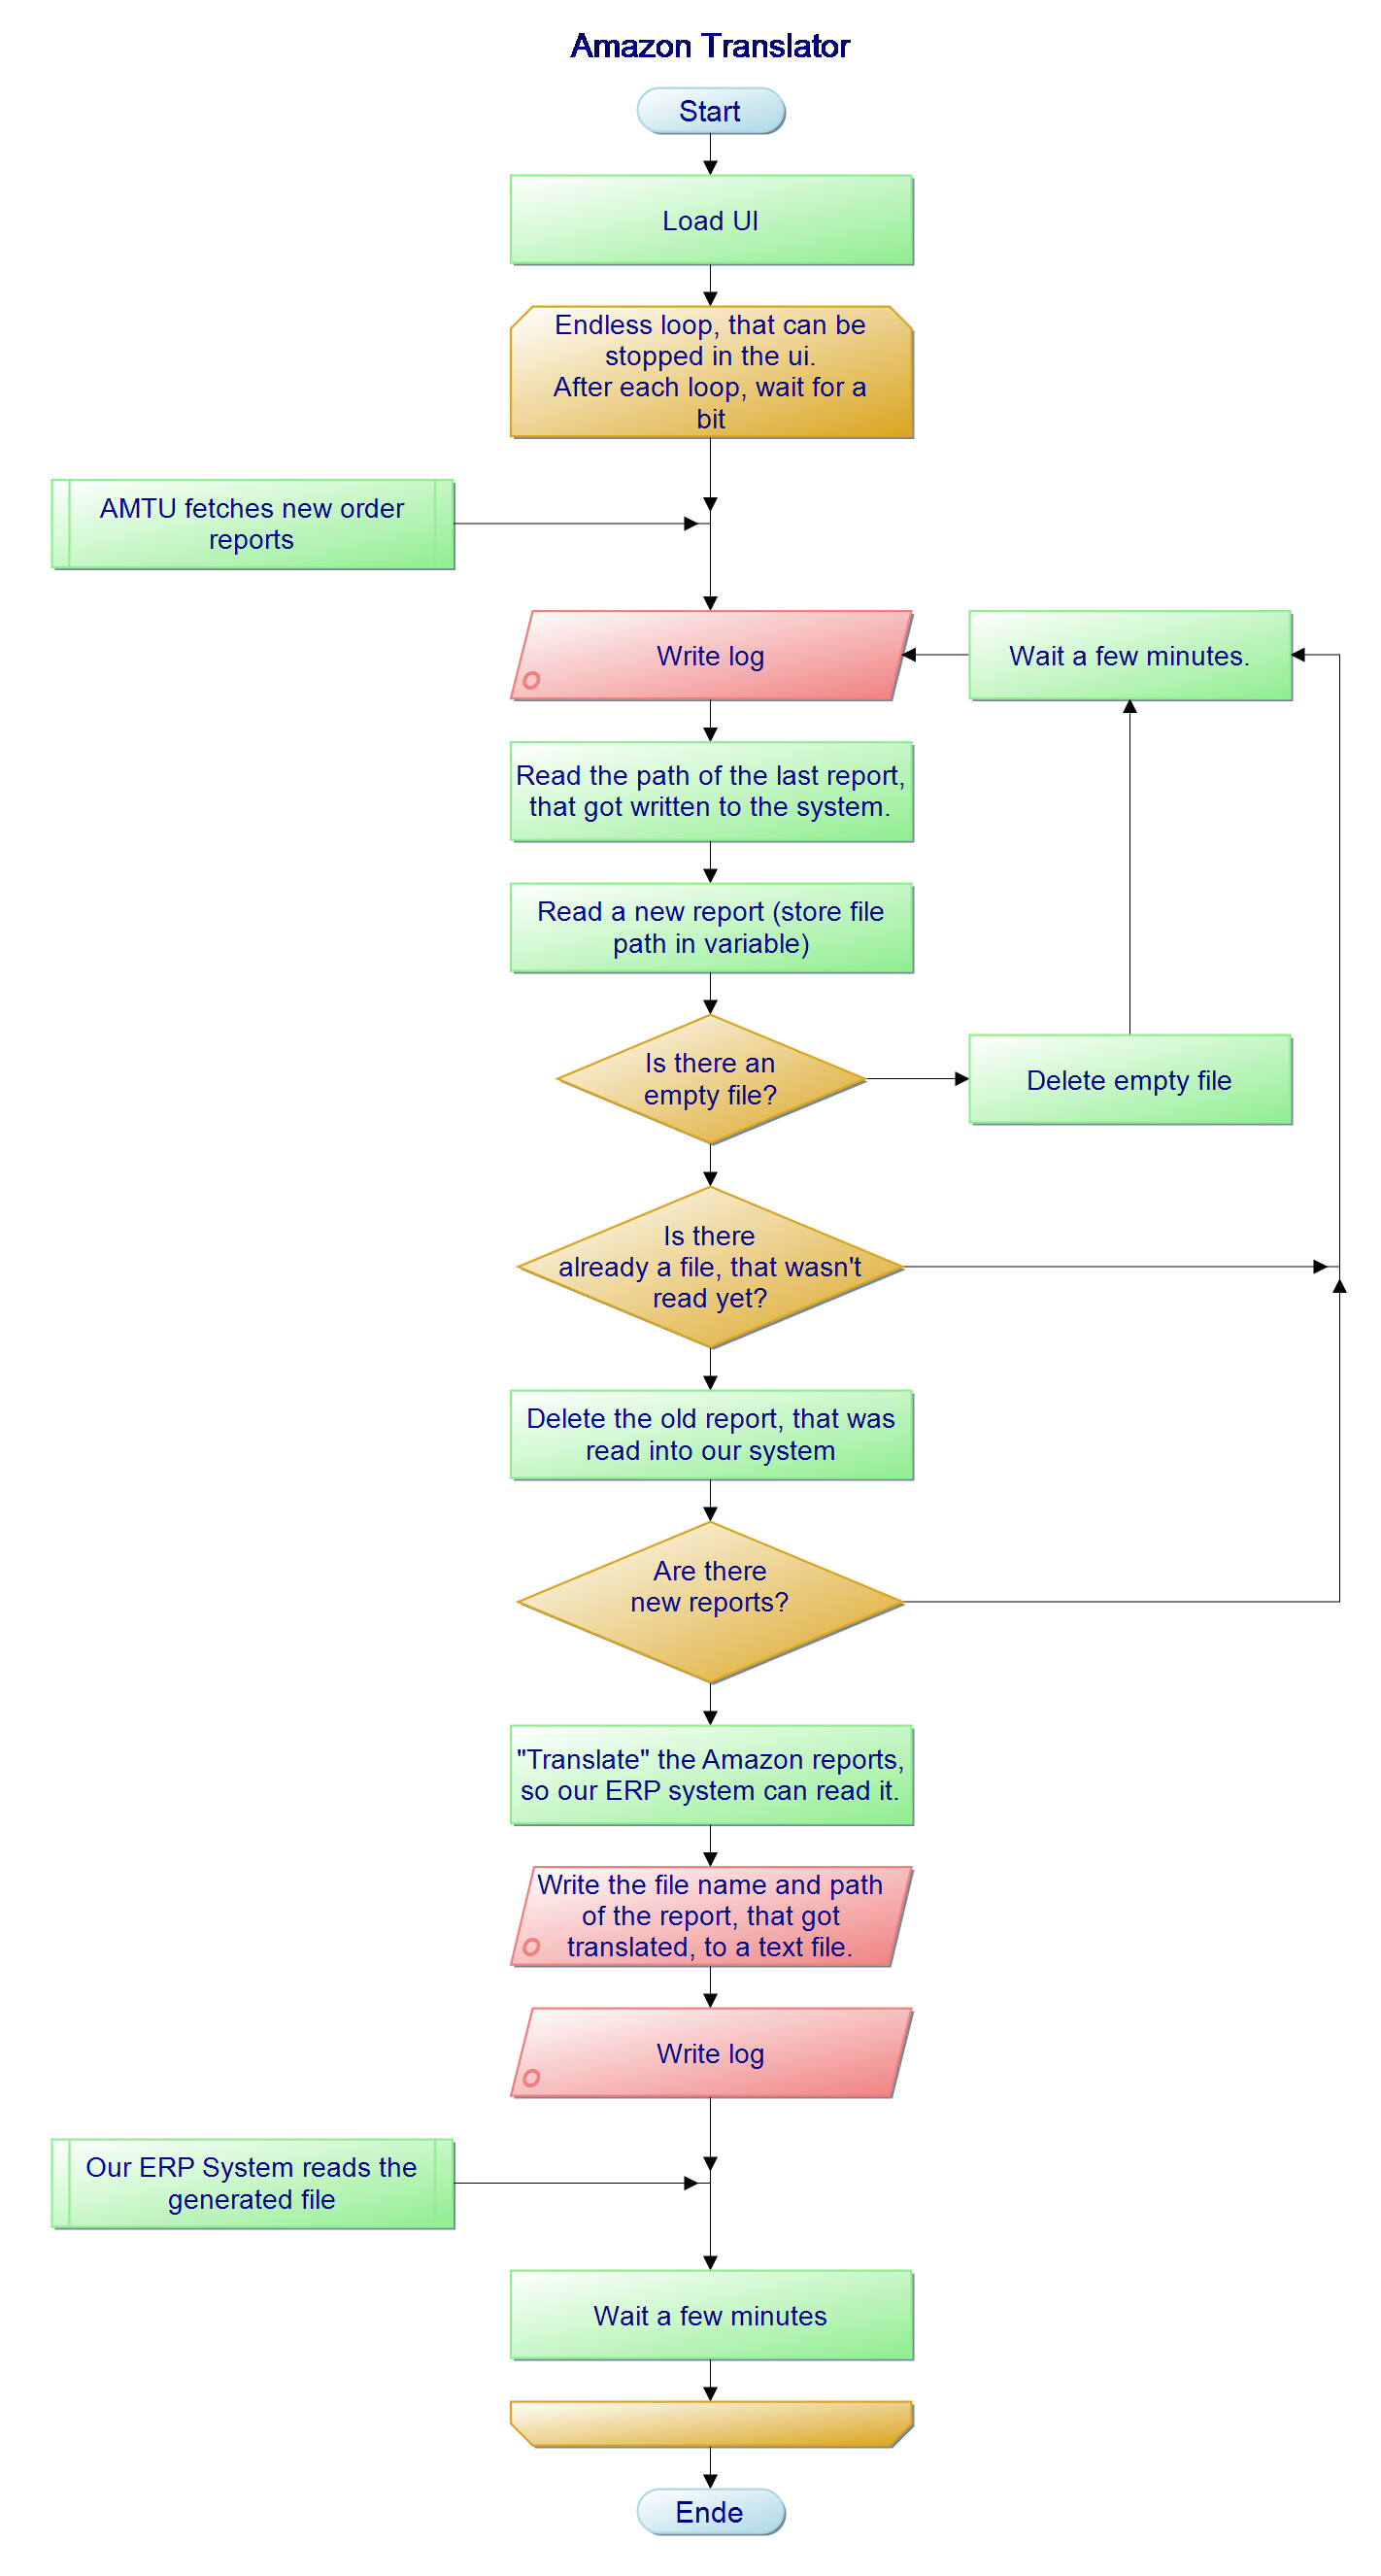 Amazon Translator
Start
Load UI
Endless loop, that can be
stopped in the ui.
After each loop, wait for a
bit
AMTU fetches new order
reports
Write log
Wait a few minutes.
Read the path of the last report,
that got written to the system.
Read a new report (store file
path in variable)
Is there an
empty file?
Delete empty file
Is there
already a file, that wasn't
read yet?
Delete the old report, that was
read into our system
Are there
new reports?
"Translate" the Amazon reports,
so our ERP system can read it.
Write the file name and path
of the report, that got
translated, to a text file.
Write log
Our ERP System reads the
generated file
Wait a few minutes
Ende